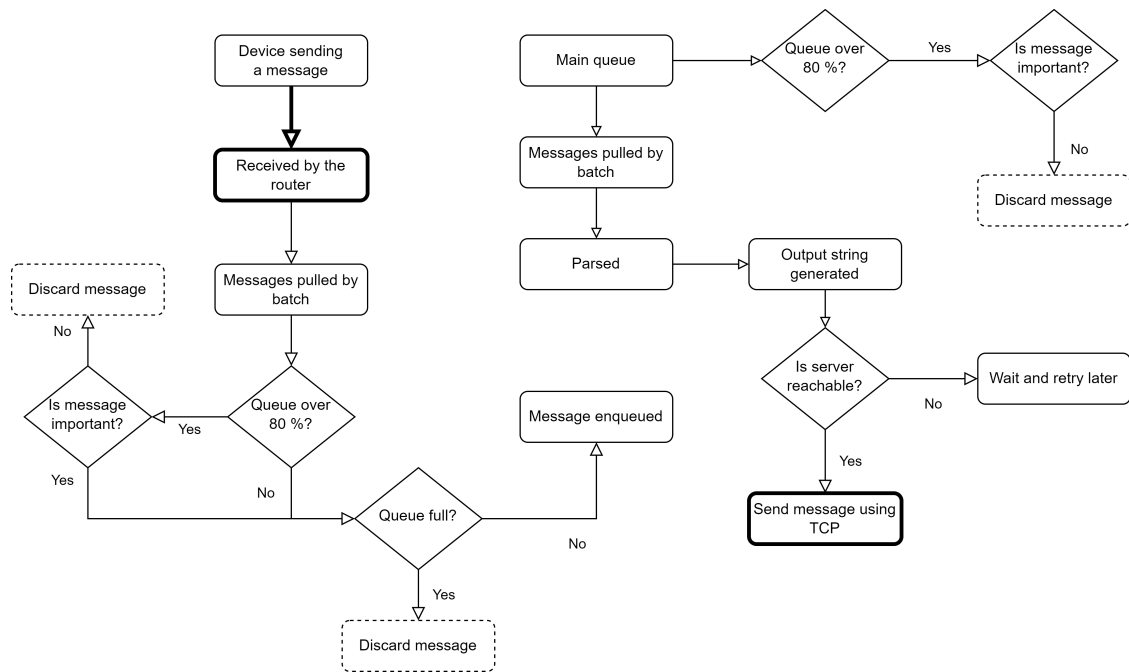 Device sending
a message
Received by the
router
Messages pulled by
batch
Queue over
80 %?
Yes
No
Is message
important?
No
Discard message
Yes
Queue full?
Yes
Discard message
No
Message enqueued
Main queue
Queue over
80 %?
Yes
Is message
important?
No
Discard message
Messages pulled by
batch
Parsed
Output string
generated
Is server
reachable?
No
Wait and retry later
Yes
Send message using
TCP